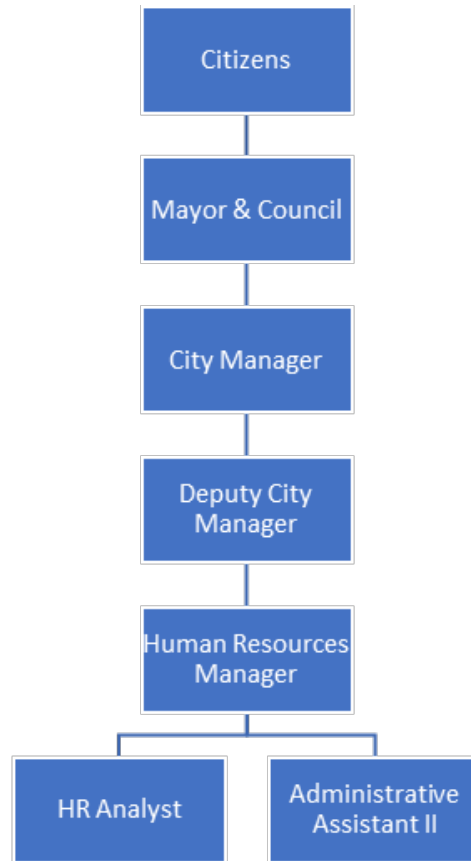 Citizens
Mayor & Council
City Manager
Deputy City
Manager
Human Resources
Manager
HR Analyst
Administrative
Assistant II